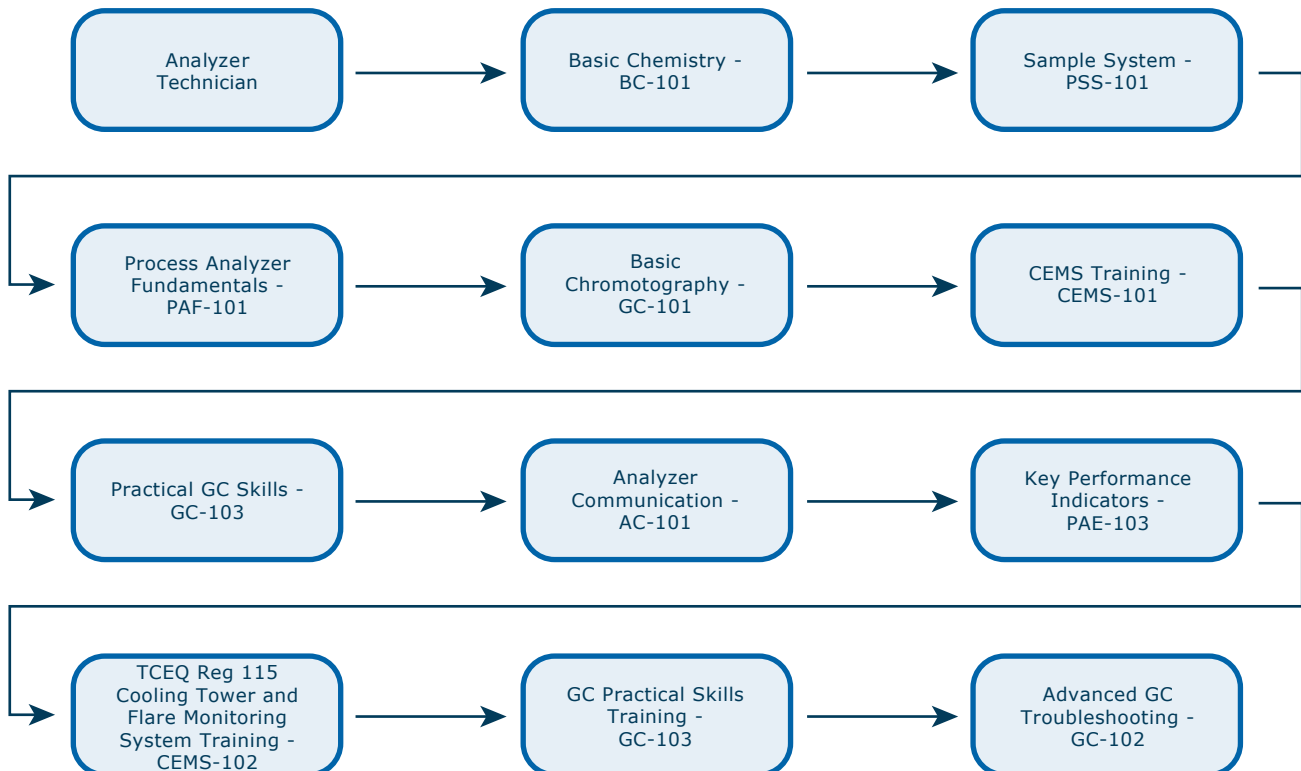 Analyzer
Technician
Basic Chemistry -
BC-101
Sample System -
PSS-101
Process Analyzer
Fundamentals -
PAF-101
Basic
Chromotography -
GC-101
CEMS Training -
CEMS-101
Practical GC Skills -
GC-103
Analyzer
Communication -
AC-101
Key Performance
Indicators -
PAE-103
TCEQ Reg 115
Cooling Tower and
Flare Monitoring
System Training -
CEMS-102
GC Practical Skills
Training -
GC-103
Advanced GC
Troubleshooting -
GC-102